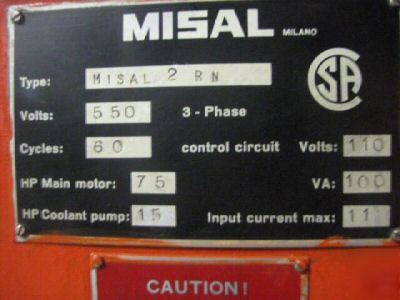 MISAL MILANO
Type: MISAL 2 RN
CSA
Volts: 550 3 - Phase
Cycles: 60 control circuit Volts: 110
HP Main motor: 75 VA: 100
HP Coolant pump: 15 Input current max: 11
CAUTION!